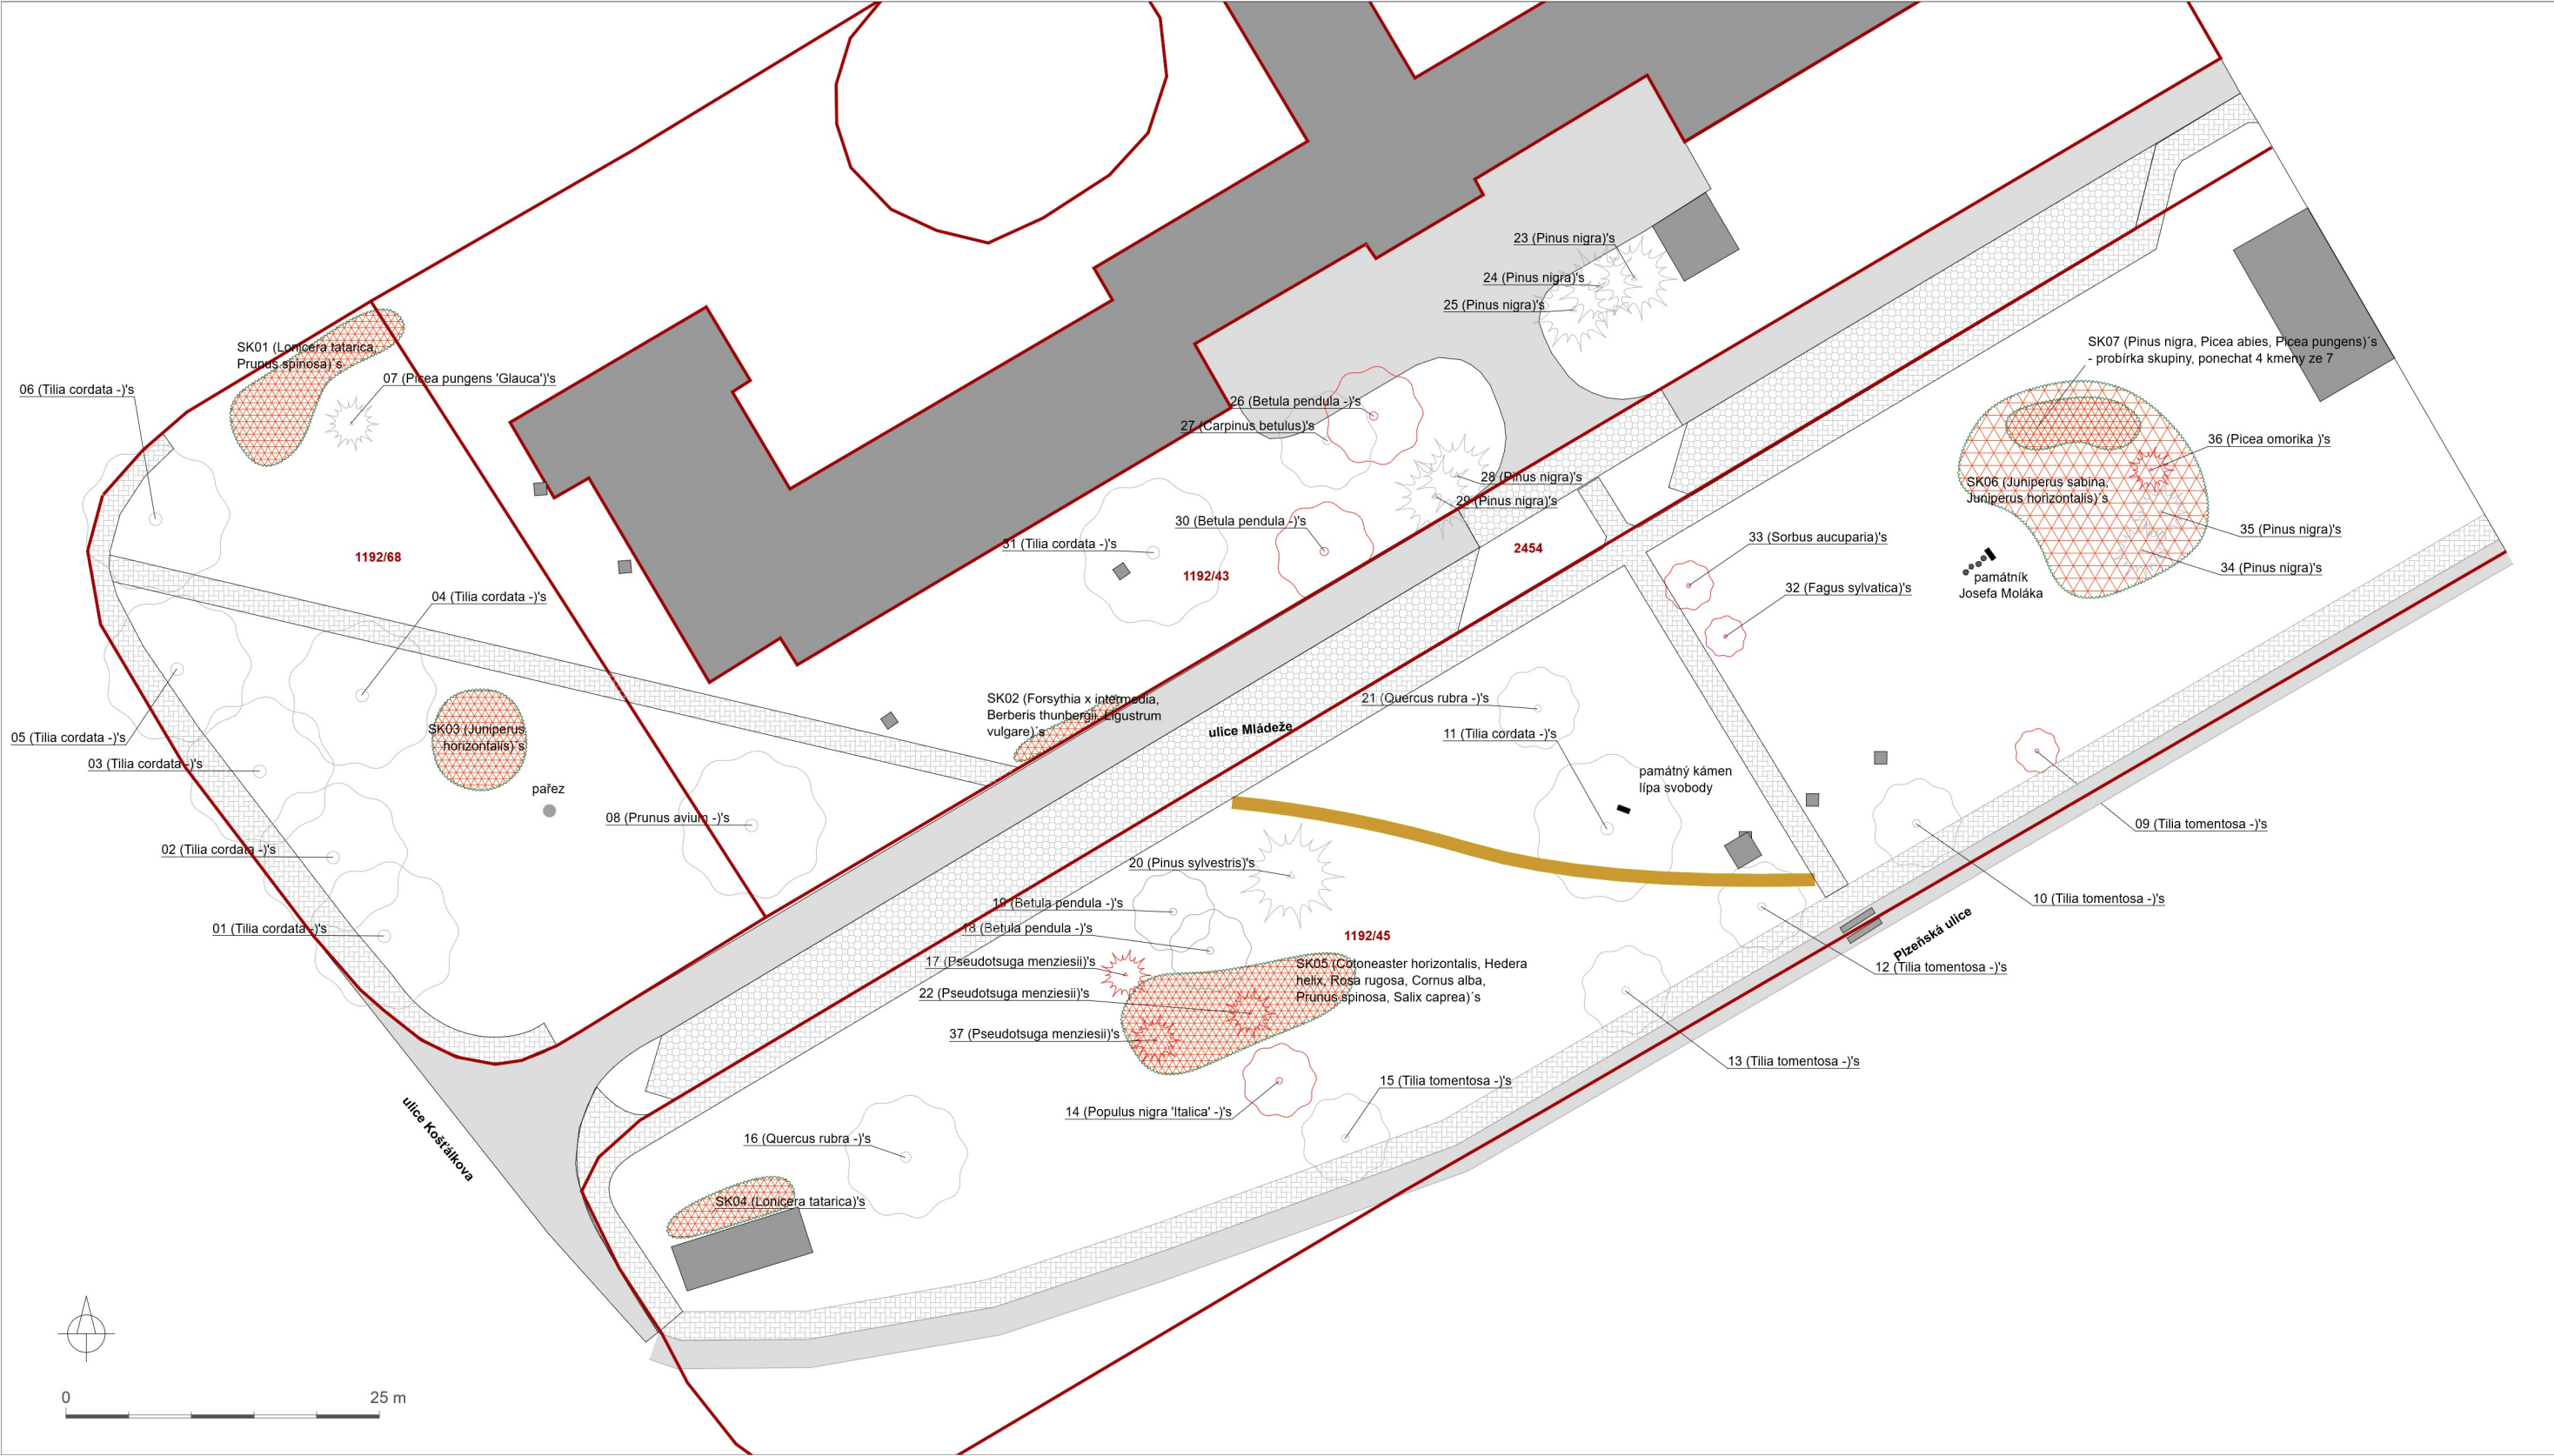 23 (Pinus nigra)'s
24 (Pinus nigra)'s
25 (Pinus nigra)'s
SK01 (Lonicera tatarica,
Prunus spinosa)´s
07 (Picea pungens 'Glauca')'s
06 (Tilia cordata -)'s
SK07 (Pinus nigra, Picea abies, Picea pungens)´s
- probírka skupiny, ponechat 4 kmeny ze 7
26 (Betula pendula -)'s
27 (Carpinus betulus)'s
36 (Picea omorika )'s
28 (Pinus nigra)'s
29 (Pinus nigra)'s
SK06 (Juniperus sabina,
Juniperus horizontalis)´s
30 (Betula pendula -)'s
31 (Tilia cordata -)'s
35 (Pinus nigra)'s
33 (Sorbus aucuparia)'s
2454
1192/68
1192/43
34 (Pinus nigra)'s
památník
Josefa Moláka
32 (Fagus sylvatica)'s
04 (Tilia cordata -)'s
SK02 (Forsythia x intermedia,
Berberis thunbergii, Ligustrum
vulgare)´s
21 (Quercus rubra -)'s
ulice Mládeže
11 (Tilia cordata -)'s
SK03 (Juniperus
horizontalis)´s
05 (Tilia cordata -)'s
03 (Tilia cordata -)'s
památný kámen
lípa svobody
pařez
08 (Prunus avium -)'s
09 (Tilia tomentosa -)'s
02 (Tilia cordata -)'s
20 (Pinus sylvestris)'s
10 (Tilia tomentosa -)'s
19 (Betula pendula -)'s
01 (Tilia cordata -)'s
18 (Betula pendula -)'s
1192/45
Plzeňská ulice
17 (Pseudotsuga menziesii)'s
SK05 (Cotoneaster horizontalis, Hedera
helix, Rosa rugosa, Cornus alba,
Prunus spinosa, Salix caprea)´s
12 (Tilia tomentosa -)'s
22 (Pseudotsuga menziesii)'s
37 (Pseudotsuga menziesii)'s
13 (Tilia tomentosa -)'s
15 (Tilia tomentosa -)'s
14 (Populus nigra 'Italica' -)'s
ulice Košťálkova
16 (Quercus rubra -)'s
SK04 (Lonicera tatarica)'s
0
25 m